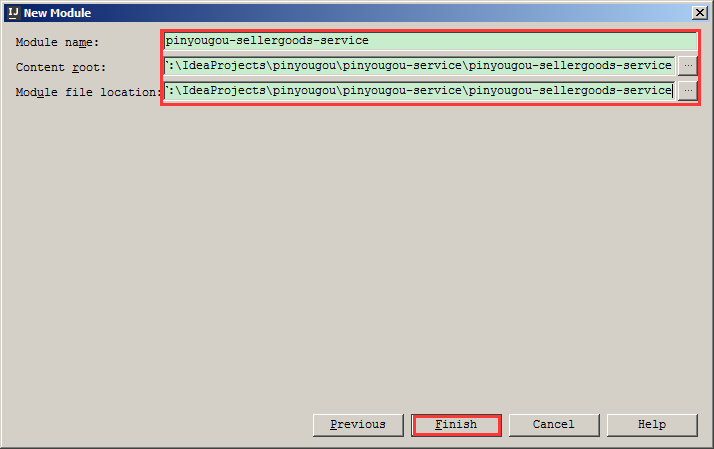 IJ New Module
Module name: pinyougou-sellergoods-service
Content root: :\IdeaProjects\pinyougou\pinyougou-service\pinyougou-sellergoods-service ...
Module file location: :\IdeaProjects\pinyougou\pinyougou-service\pinyougou-sellergoods-service ...
Previous Finish Cancel Help